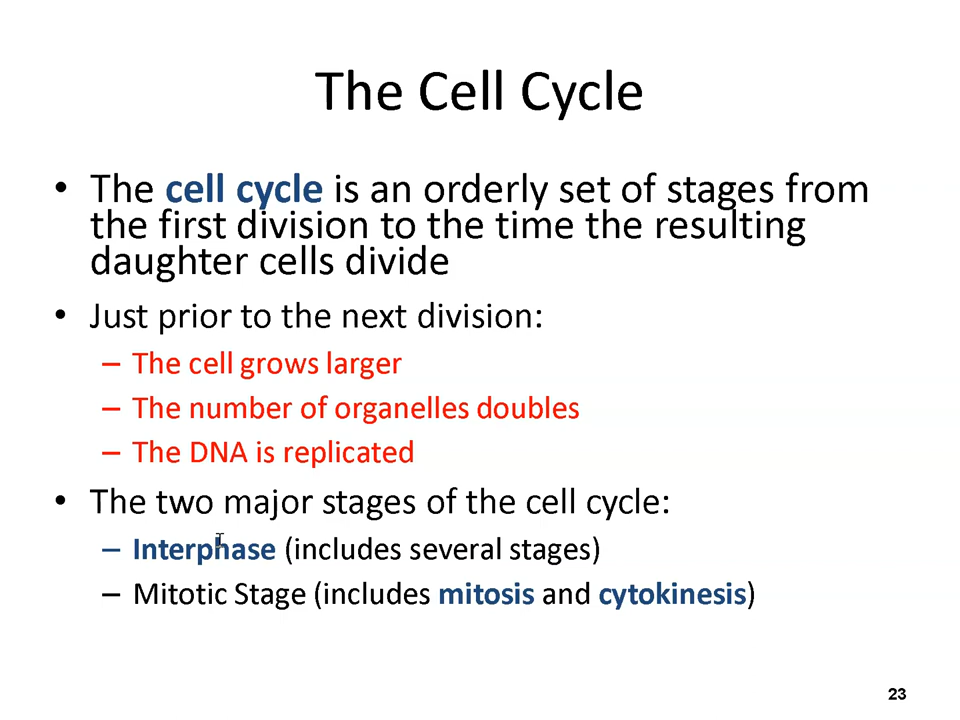 The Cell Cycle
• The cell cycle is an orderly set of stages from
the first division to the time the resulting
daughter cells divide
• Just prior to the next division:
– The cell grows larger
– The number of organelles doubles
– The DNA is replicated
• The two major stages of the cell cycle:
– Interphase (includes several stages)
– Mitotic Stage (includes mitosis and cytokinesis)
23